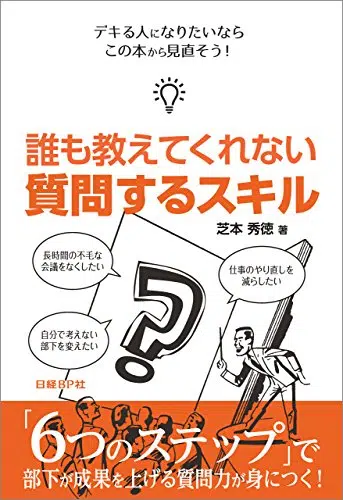 デキる人になりたいなら
この本から見直そう！
誰も教えてくれない
質問するスキル
芝本 秀徳 著
長時間の不毛な
会議をなくしたい
仕事のやり直しを
減らしたい
自分で考えない
部下を変えたい
?
日経BP社
「6つのステップ」で
部下が成果を上げる質問力が身につく！